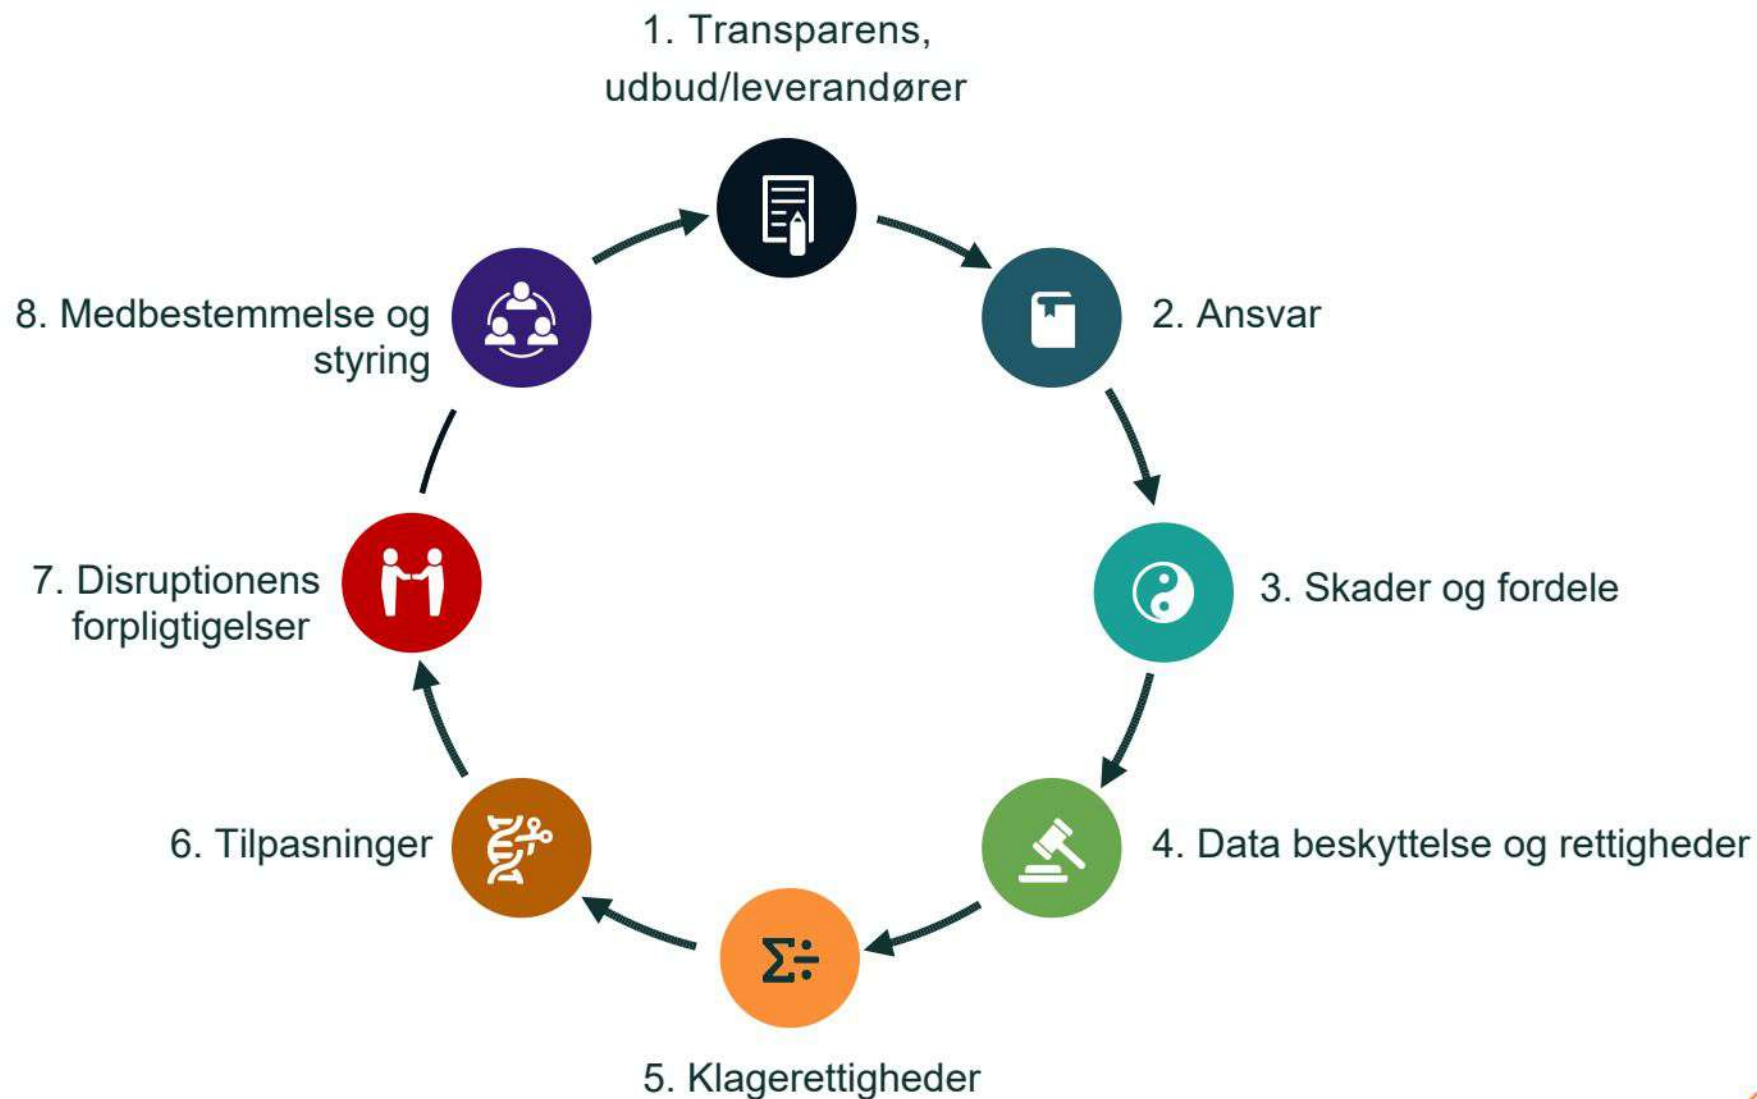 1. Transparens,
udbud/leverandører
2. Ansvar
3. Skader og fordele
4. Data beskyttelse og rettigheder
5. Klagerettigheder
6. Tilpasninger
7. Disruptionens
forpligtigelser
8. Medbestemmelse og
styring
Σ÷